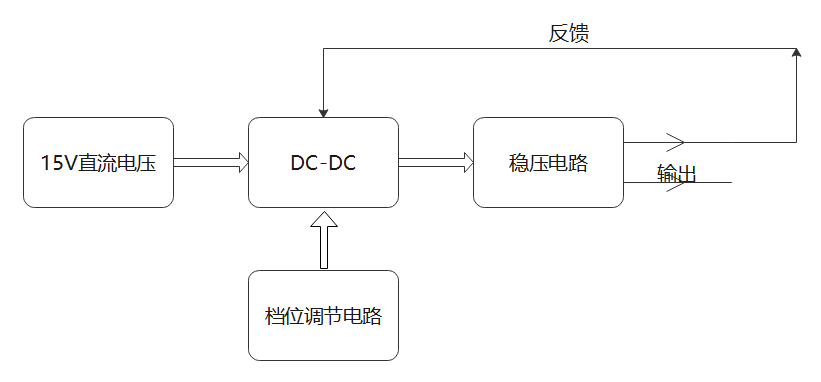 反馈
15V直流电压
DC-DC
稳压电路
输出
档位调节电路